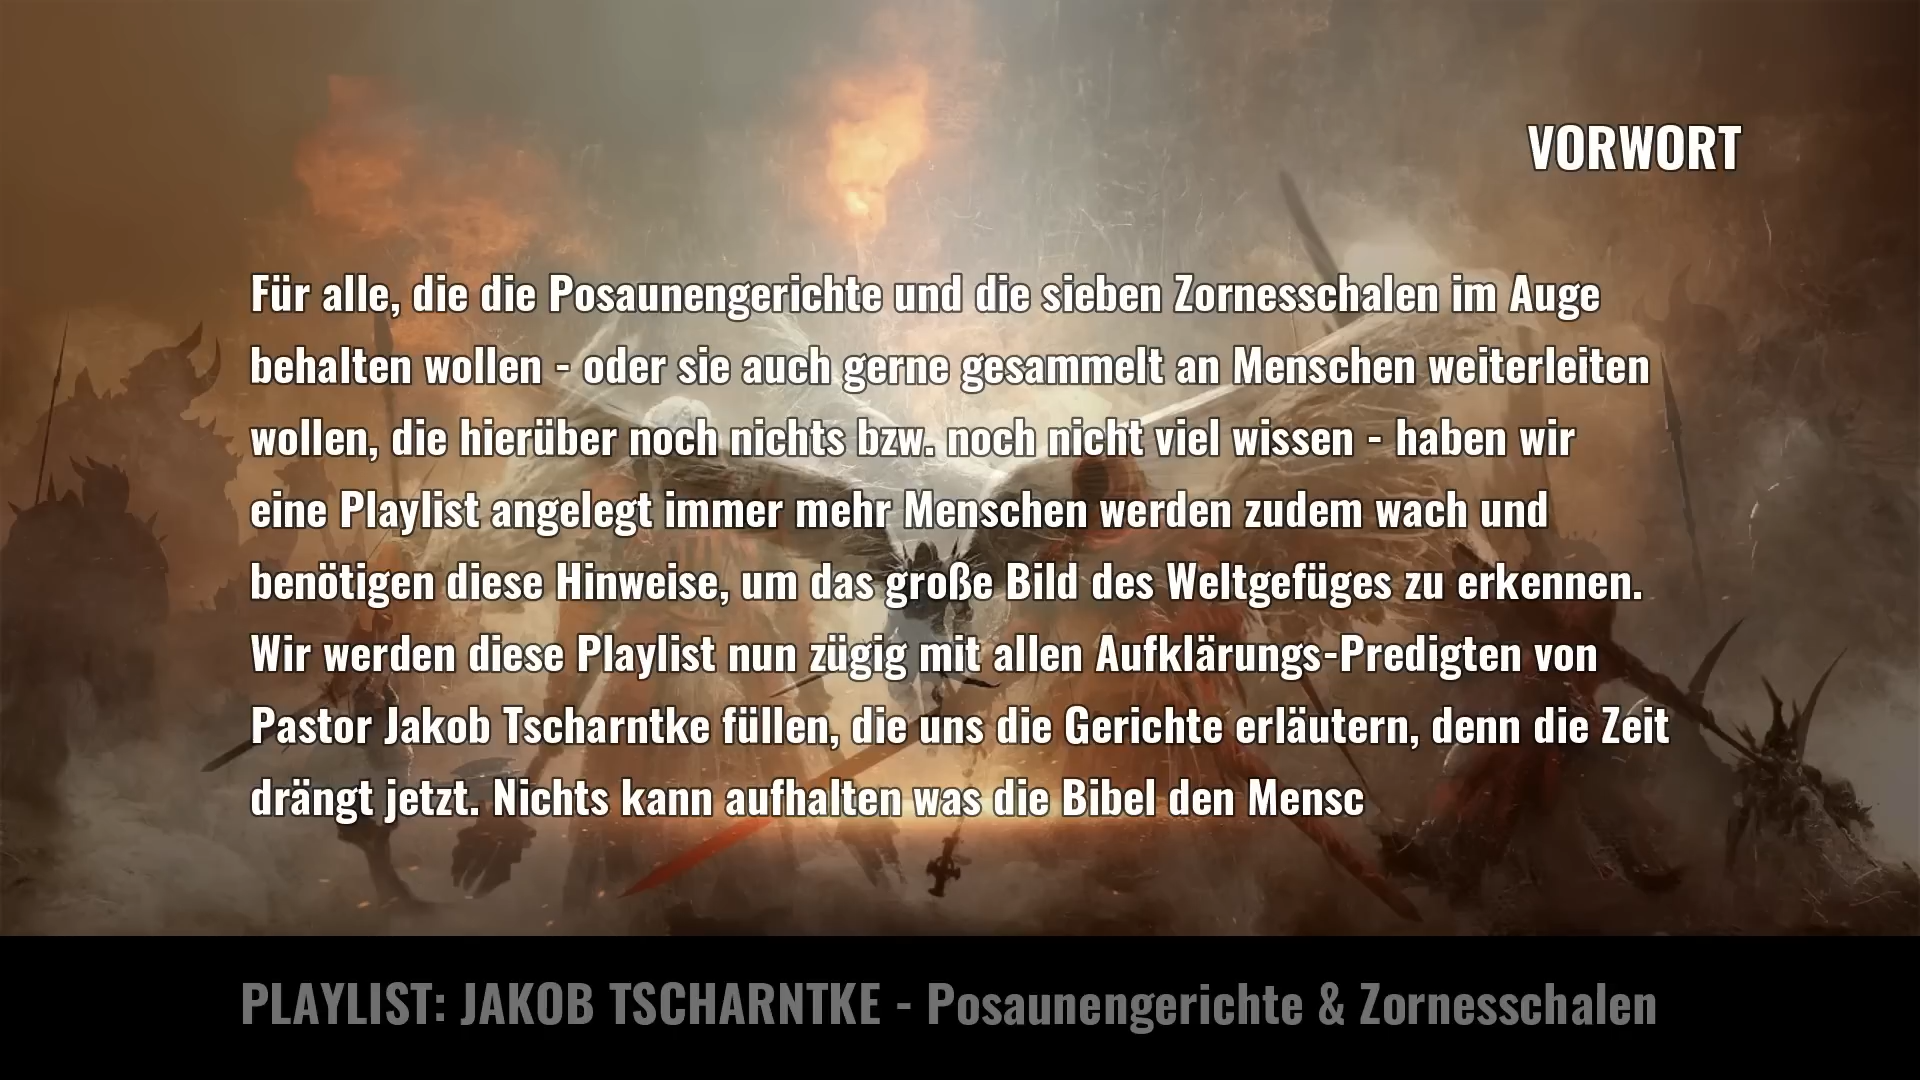 VORWORT
Für alle, die die Posaunengerichte und die sieben Zornesschalen im Auge
behalten wollen - oder sie auch gerne gesammelt an Menschen weiterleiten
wollen, die hierüber noch nichts bzw. noch nicht viel wissen - haben wir
eine Playlist angelegt immer mehr Menschen werden zudem wach und
benötigen diese Hinweise, um das große Bild des Weltgefüges zu erkennen.
Wir werden diese Playlist nun zügig mit allen Aufklärungs-Predigten von
Pastor Jakob Tscharntke füllen, die uns die Gerichte erläutern, denn die Zeit
drängt jetzt. Nichts kann aufhalten was die Bibel den Mensc
PLAYLIST: JAKOB TSCHARNTKE - Posaunengerichte & Zornesschalen